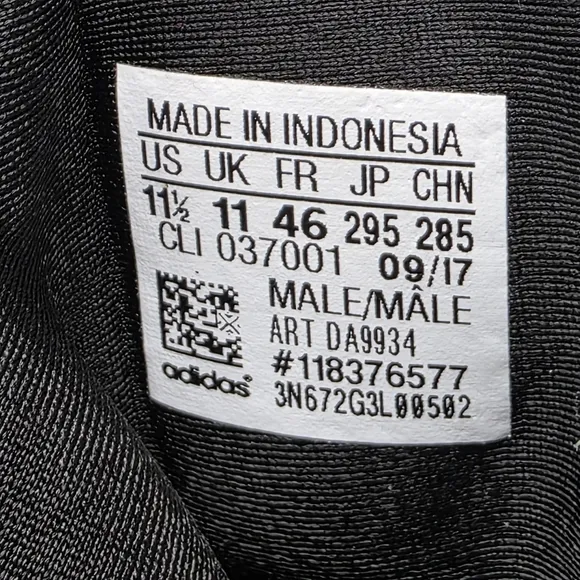 MADE IN INDONESIA
US UK FR JP CHN
11½ 11 46 295 285
CLI 037001 09/17
MALE/MÂLE
ART DA9934
#118376577
adidas® 3N672G3L00502